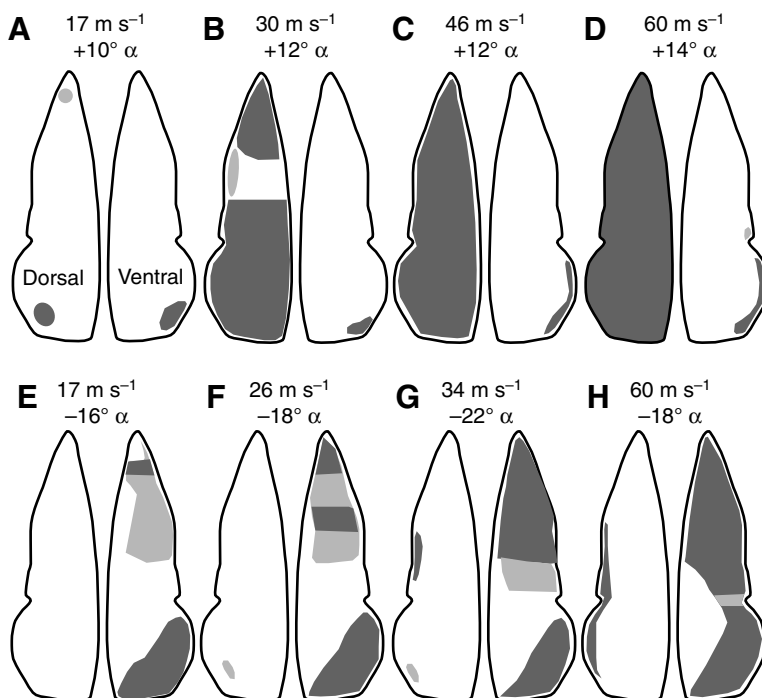 A 17 m s⁻¹ B 30 m s⁻¹ C 46 m s⁻¹ D 60 m s⁻¹
+10° α +12° α +12° α +14° α
Dorsal Ventral
E 17 m s⁻¹ F 26 m s⁻¹ G 34 m s⁻¹ H 60 m s⁻¹
–16° α –18° α –22° α –18° α